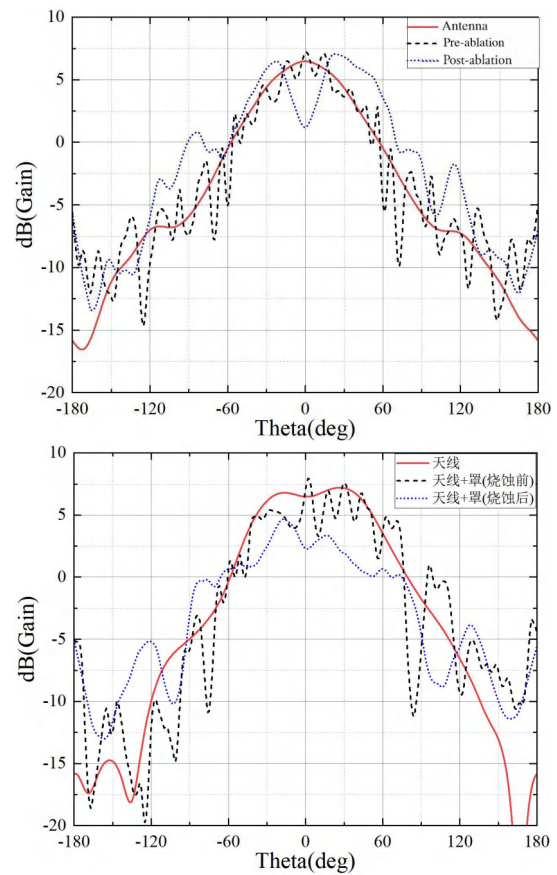 10
5
0
-5
-10
-15
-20
dB(Gain)
Antenna
Pre-ablation
Post-ablation
-180 -120 -60 0 60 120 180
Theta(deg)
10
5
0
-5
-10
-15
-20
dB(Gain)
天线
天线+罩(烧蚀前)
天线+罩(烧蚀后)
-180 -120 -60 0 60 120 180
Theta(deg)